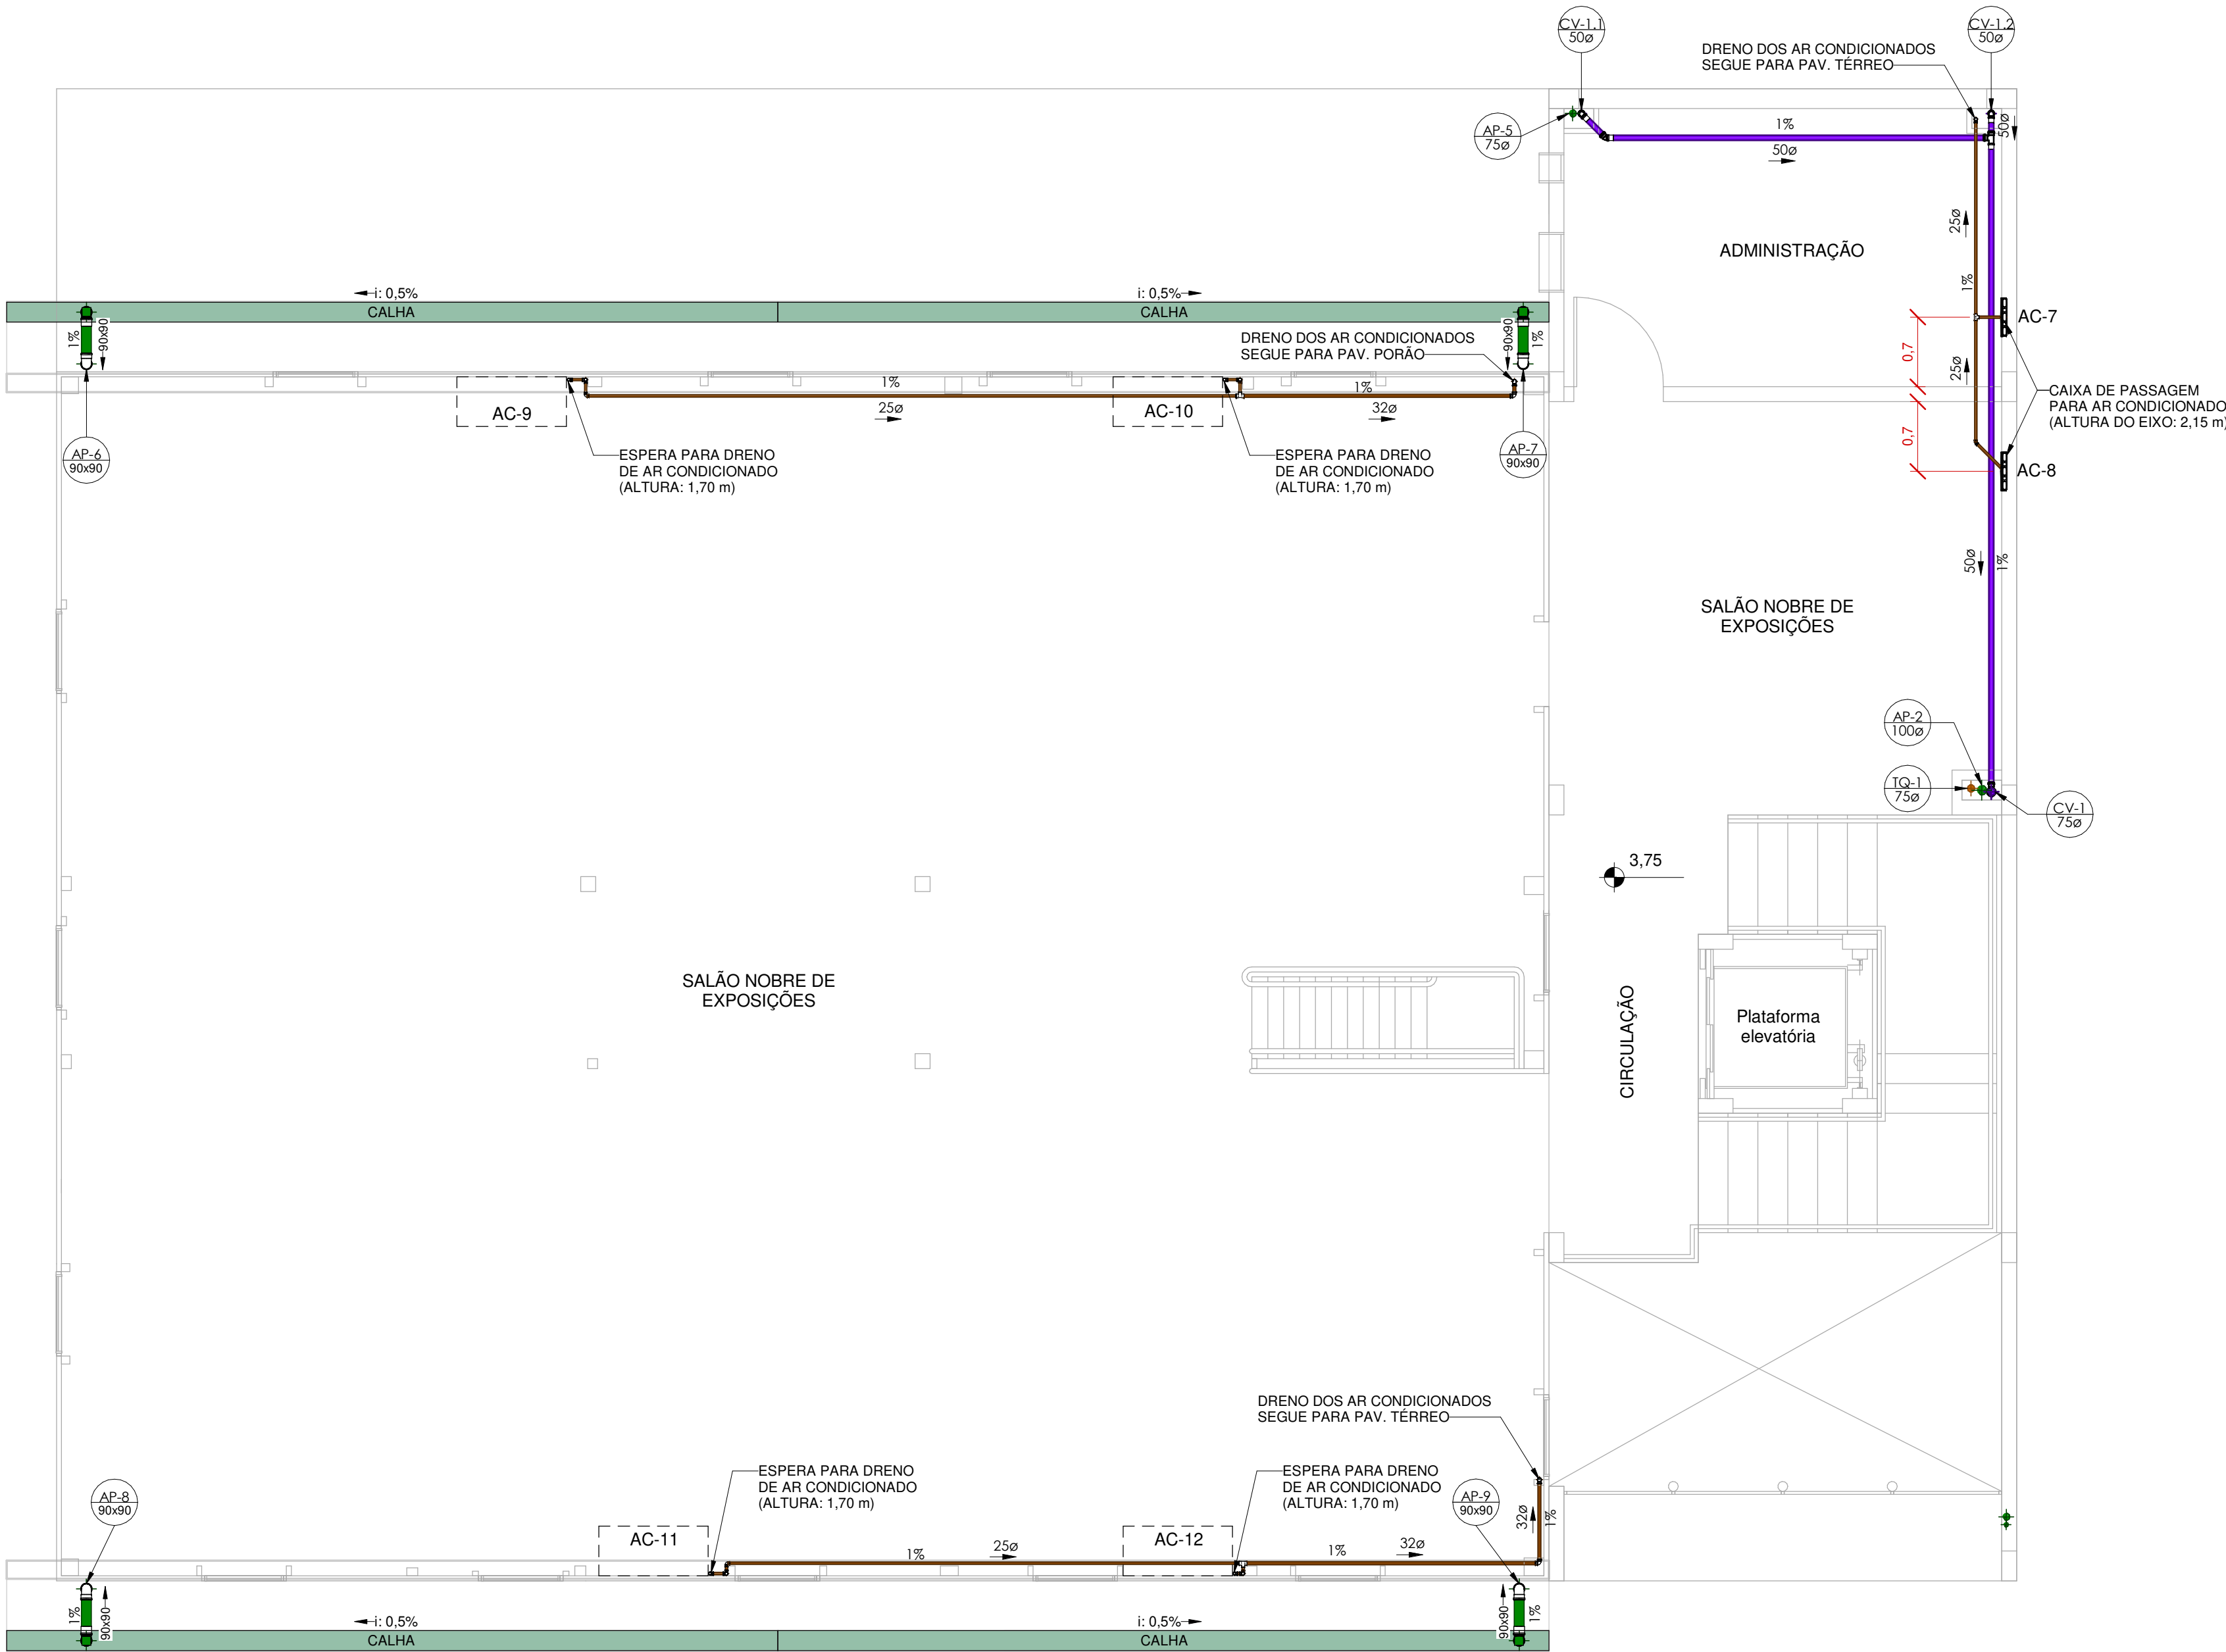 CV-1.1
50ø
CV-1.2
50ø
DRENO DOS AR CONDICIONADOS
SEGUE PARA PAV. TÉRREO
AP-5
75ø
1%
50ø
50ø
25ø
ADMINISTRAÇÃO
1%
i: 0,5%
CALHA
i: 0,5%
CALHA
1%
90x90
90x90
1%
DRENO DOS AR CONDICIONADOS
SEGUE PARA PAV. PORÃO
AC-7
0,7
25ø
CAIXA DE PASSAGEM
PARA AR CONDICIONADO
(ALTURA DO EIXO: 2,15 m)
0,7
AC-8
AC-9
1%
25ø
AC-10
1%
32ø
AP-6
90x90
ESPERA PARA DRENO
DE AR CONDICIONADO
(ALTURA: 1,70 m)
ESPERA PARA DRENO
DE AR CONDICIONADO
(ALTURA: 1,70 m)
AP-7
90x90
50ø
1%
SALÃO NOBRE DE
EXPOSIÇÕES
AP-2
100ø
TQ-1
75ø
CV-1
75ø
3,75
SALÃO NOBRE DE
EXPOSIÇÕES
CIRCULAÇÃO
Plataforma
elevatória
DRENO DOS AR CONDICIONADOS
SEGUE PARA PAV. TÉRREO
AP-8
90x90
ESPERA PARA DRENO
DE AR CONDICIONADO
(ALTURA: 1,70 m)
ESPERA PARA DRENO
DE AR CONDICIONADO
(ALTURA: 1,70 m)
AP-9
90x90
32ø
1%
AC-11
1%
25ø
AC-12
1%
32ø
1%
90x90
90x90
1%
i: 0,5%
CALHA
i: 0,5%
CALHA